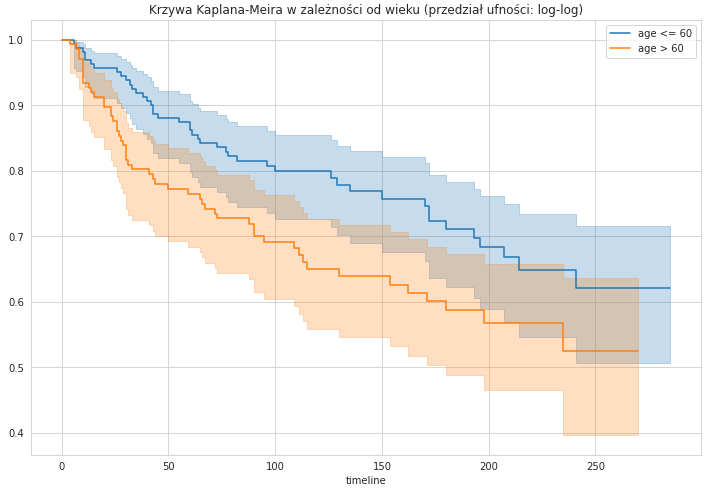 Krzywa Kaplana-Meira w zależności od wieku (przedział ufności: log-log)
age <= 60
age > 60
1.0
0.9
0.8
0.7
0.6
0.5
0.4
0 50 100 150 200 250
timeline